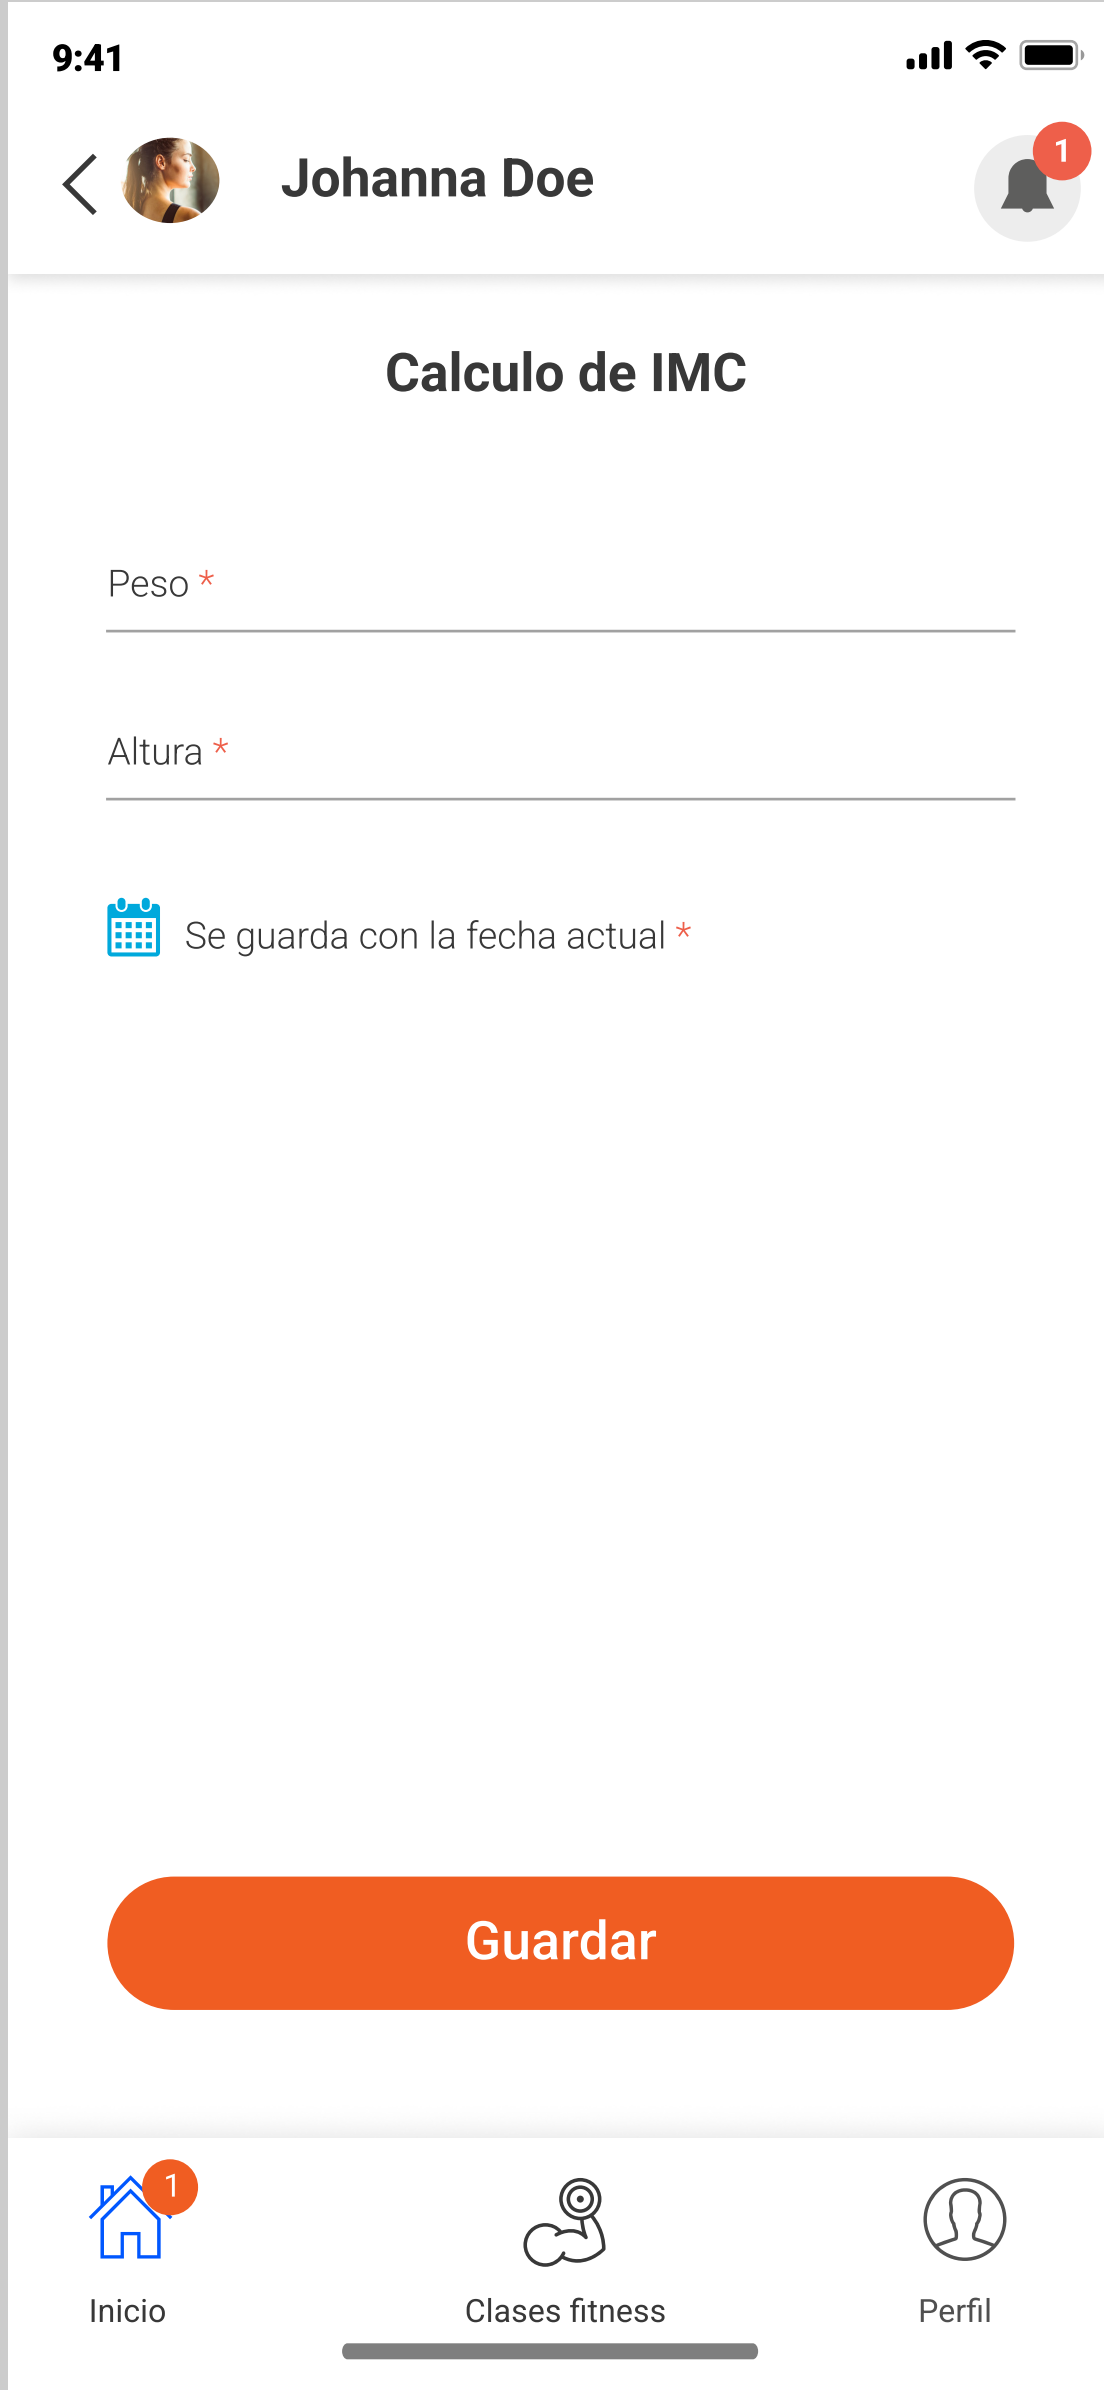 9:41
Johanna Doe
1
Calculo de IMC
Peso *
Altura *
Se guarda con la fecha actual *
Guardar
1
Inicio
Clases fitness
Perfil